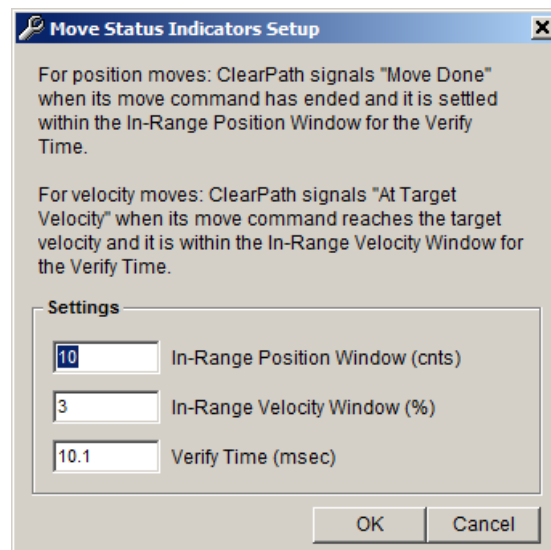 Move Status Indicators Setup
For position moves: ClearPath signals "Move Done"
when its move command has ended and it is settled
within the In-Range Position Window for the Verify
Time.
For velocity moves: ClearPath signals "At Target
Velocity" when its move command reaches the target
velocity and it is within the In-Range Velocity Window for
the Verify Time.
Settings
10 In-Range Position Window (cnts)
3 In-Range Velocity Window (%)
10.1 Verify Time (msec)
OK Cancel